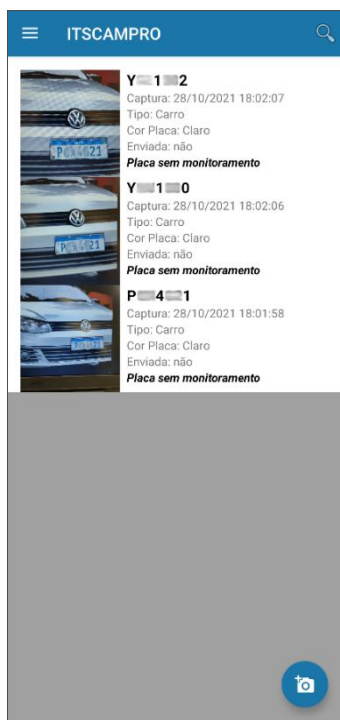 ITSCAMPRO
Captura: 28/10/2021 18:02:07
Tipo: Carro
Cor Placa: Claro
Enviada: não
Placa sem monitoramento
Captura: 28/10/2021 18:02:06
Tipo: Carro
Cor Placa: Claro
Enviada: não
Placa sem monitoramento
Captura: 28/10/2021 18:01:58
Tipo: Carro
Cor Placa: Claro
Enviada: não
Placa sem monitoramento